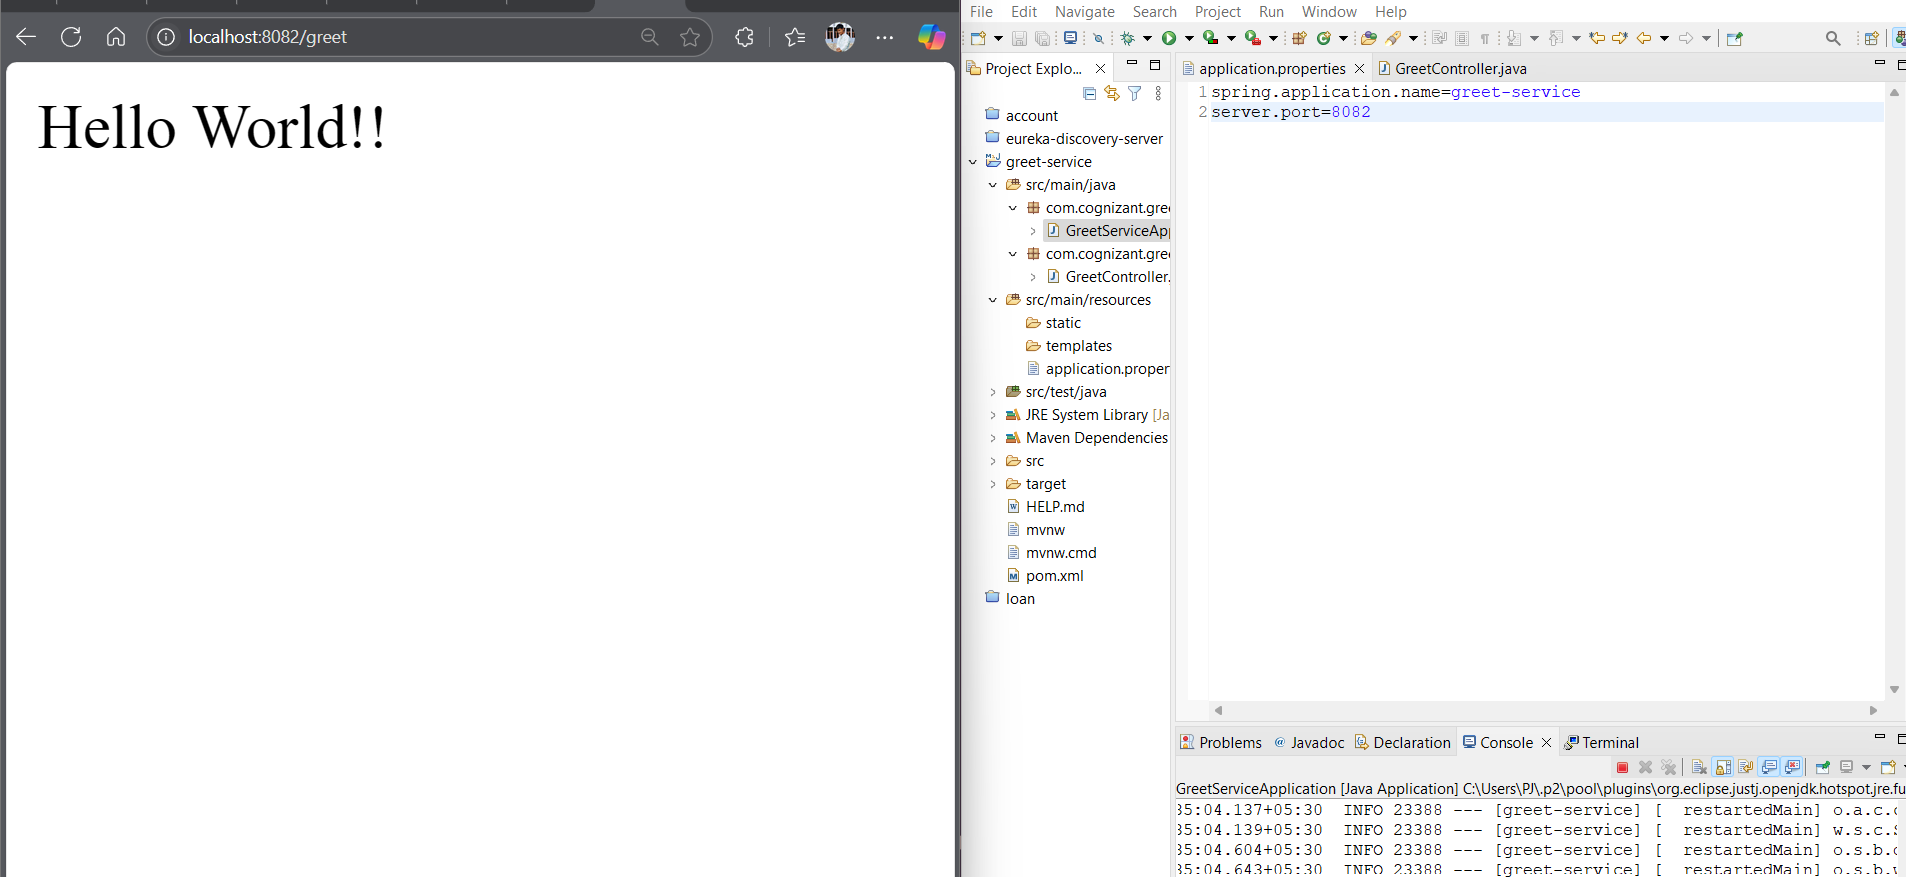 localhost:8082/greet
Hello World!!
File Edit Navigate Search Project Run Window Help
Project Explo...
account
eureka-discovery-server
greet-service
src/main/java
com.cognizant.gre
GreetServiceAp
com.cognizant.gre
GreetController.
src/main/resources
static
templates
application.proper
src/test/java
JRE System Library [Ja
Maven Dependencies
src
target
HELP.md
mvnw
mvnw.cmd
pom.xml
loan
application.properties GreetController.java
1 spring.application.name=greet-service
2 server.port=8082
Problems @ Javadoc Declaration Console Terminal
GreetServiceApplication [Java Application] C:\Users\PJ\.p2\pool\plugins\org.eclipse.justj.openjdk.hotspot.jre.fu
35:04.137+05:30 INFO 23388 --- [greet-service] [ restartedMain] o.a.c.c
35:04.139+05:30 INFO 23388 --- [greet-service] [ restartedMain] w.s.c.S
35:04.604+05:30 INFO 23388 --- [greet-service] [ restartedMain] o.s.b.d
35:04.643+05:30 INFO 23388 --- [greet-service] [ restartedMain] o.s.b.w